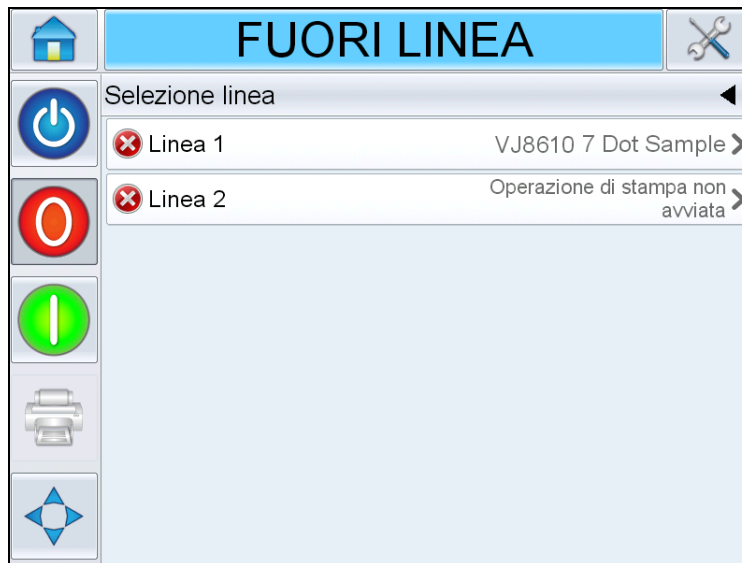 FUORI LINEA
Selezione linea
Linea 1
VJ8610 7 Dot Sample
Linea 2
Operazione di stampa non
avviata